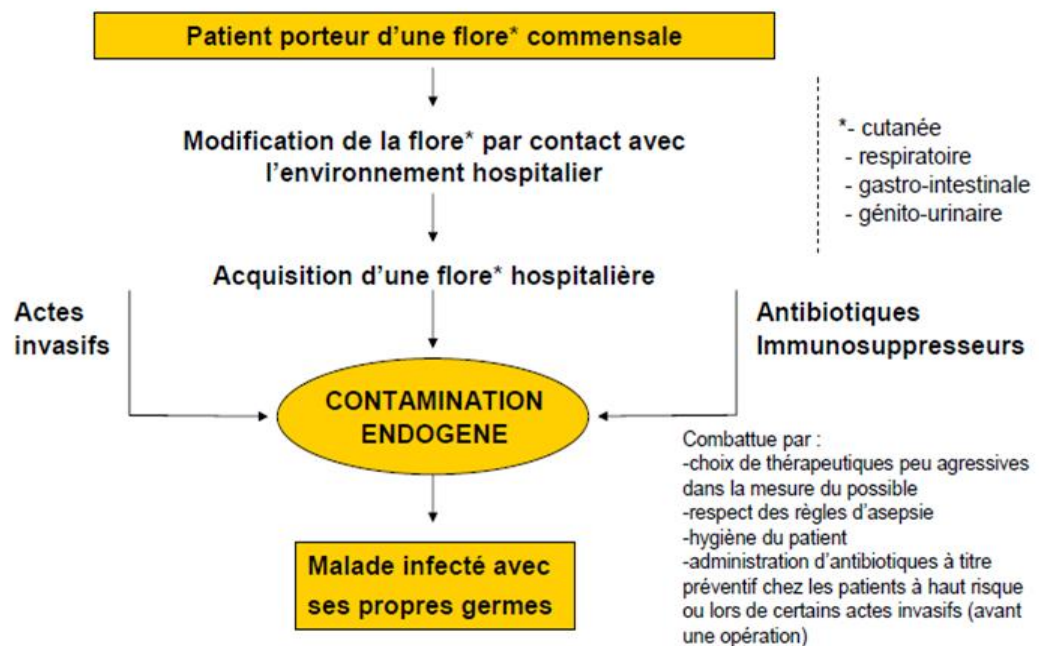 Patient porteur d'une flore* commensale
Modification de la flore* par contact avec
l'environnement hospitalier
*- cutanée
- respiratoire
- gastro-intestinale
- génito-urinaire
Acquisition d'une flore* hospitalière
Actes
invasifs
Antibiotiques
Immunosuppresseurs
CONTAMINATION
ENDOGENE
Combattue par :
-choix de thérapeutiques peu agressives
dans la mesure du possible
-respect des règles d'asepsie
-hygiène du patient
-administration d'antibiotiques à titre
préventif chez les patients à haut risque
ou lors de certains actes invasifs (avant
une opération)
Malade infecté avec
ses propres germes